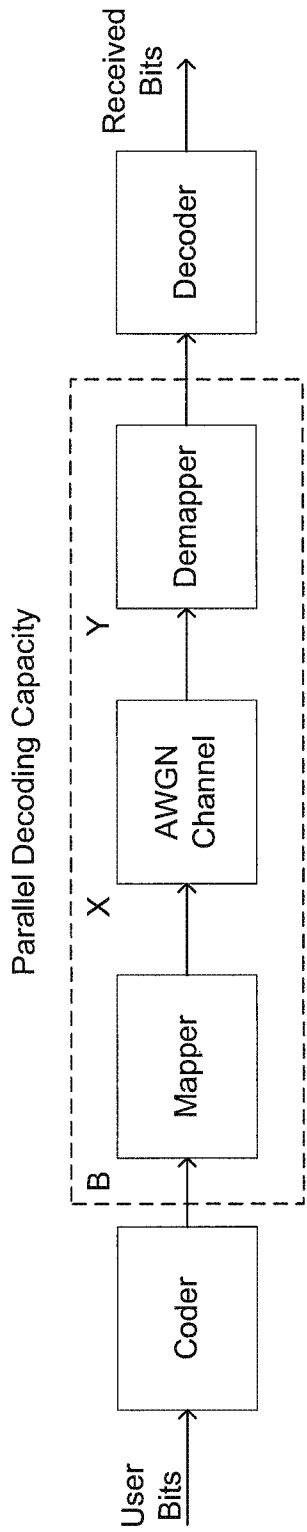 Parallel Decoding Capacity
User
Bits
Coder
B
Mapper
X
AWGN
Channel
Y
Demapper
Decoder
Received
Bits